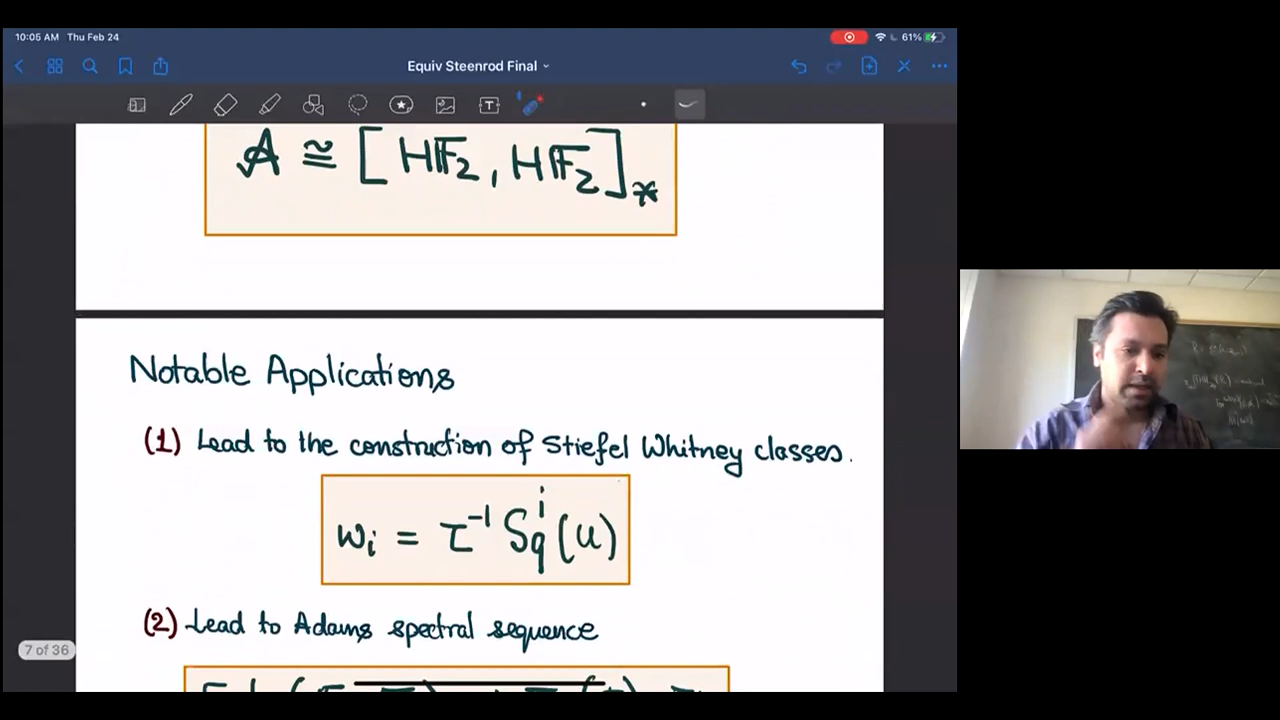 10:05 AM Thu Feb 24
61%
Equiv Steenrod Final
𝒜 ≅ [H𝔽₂, H𝔽₂]_*
Notable Applications
(1) Lead to the construction of Stiefel Whitney classes.
wᵢ = τ⁻¹ Sqⁱ(u)
(2) Lead to Adams spectral sequence
7 of 36